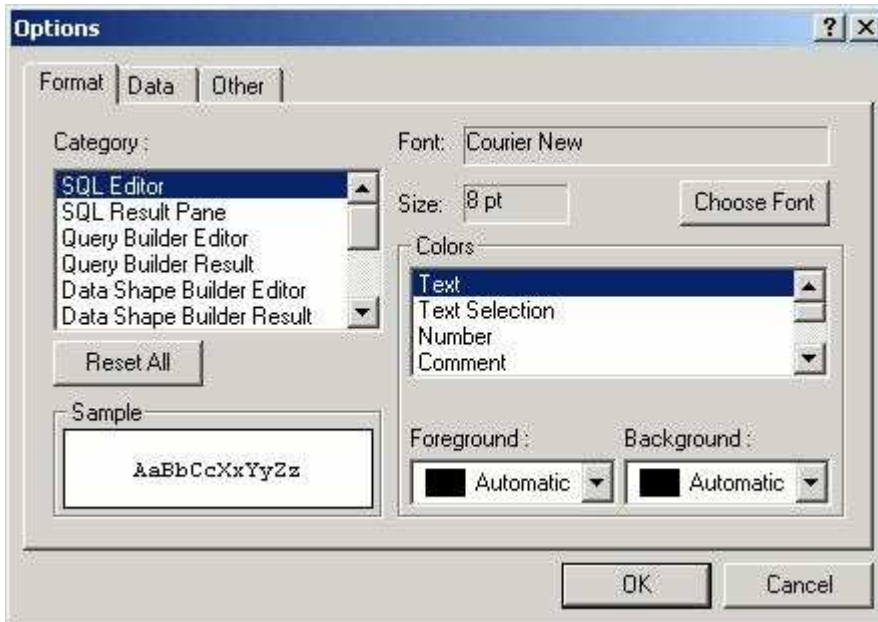 Options
Format Data Other
Category :
SQL Editor
SQL Result Pane
Query Builder Editor
Query Builder Result
Data Shape Builder Editor
Data Shape Builder Result
Reset All
Sample
AaBbCcXxYyZz
Font: Courier New
Size: 8 pt Choose Font
Colors
Text
Text Selection
Number
Comment
Foreground : Background :
Automatic Automatic
OK Cancel